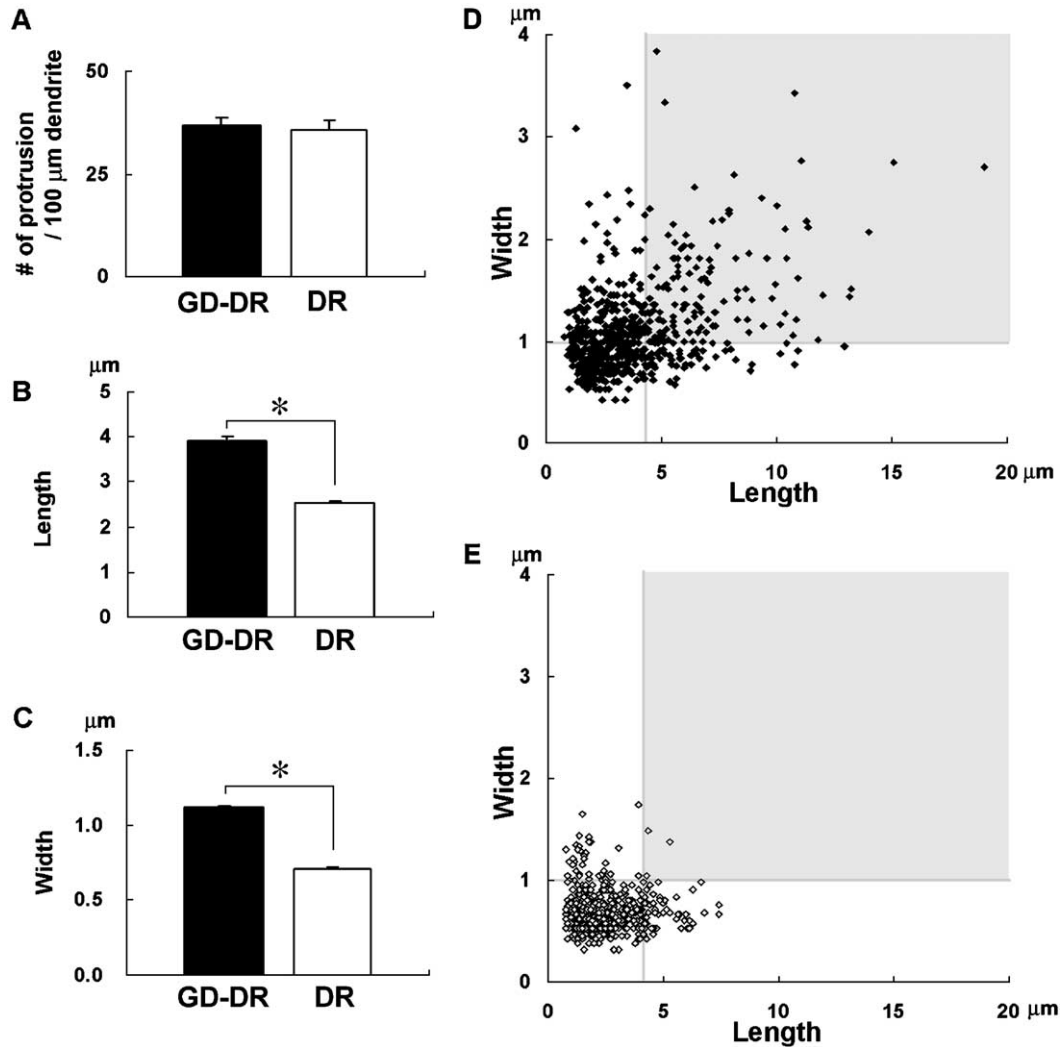 A
# of protrusion
/ 100 μm dendrite
50
25
0
GD-DR DR
B
μm
Length
5
4
3
2
1
0
*
GD-DR DR
C
μm
Width
1.5
1.0
0.5
0.0
*
GD-DR DR
D
μm
Width
4
3
2
1
0
0 5 10 15 20 μm
Length
E
μm
Width
4
3
2
1
0
0 5 10 15 20 μm
Length